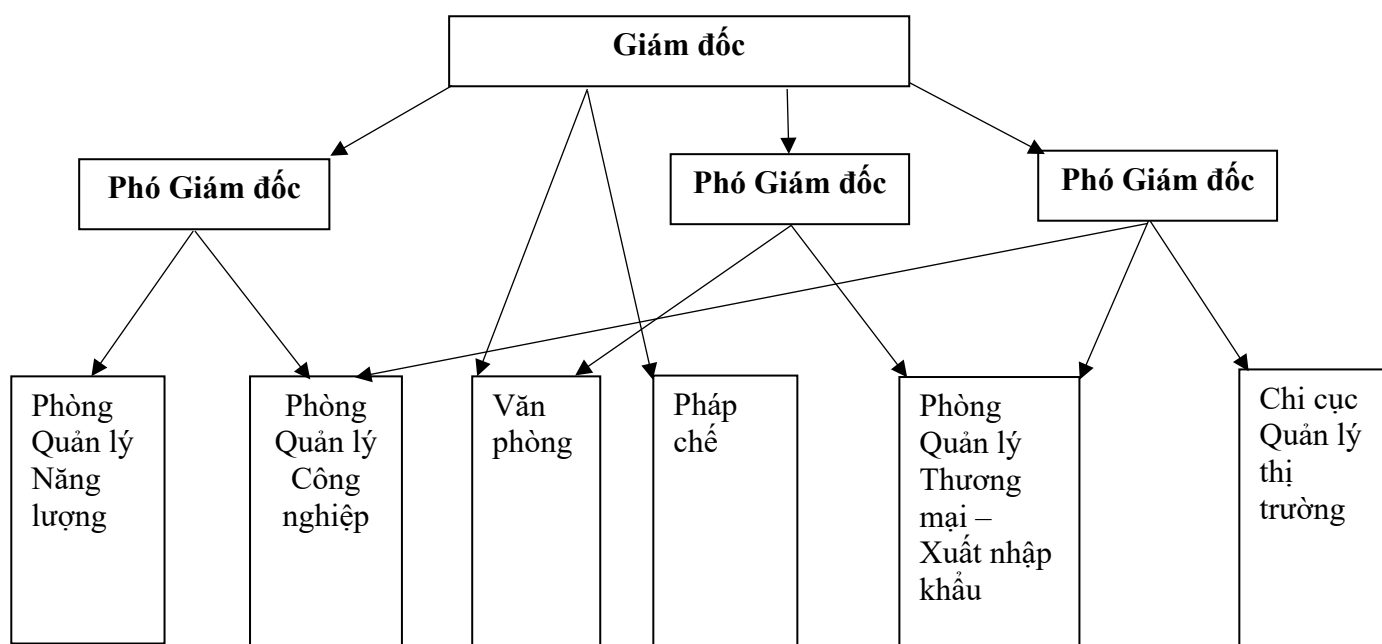 Giám đốc
Phó Giám đốc
Phó Giám đốc
Phó Giám đốc
Phòng
Quản lý
Năng
lượng
Phòng
Quản lý
Công
nghiệp
Văn
phòng
Pháp
chế
Phòng
Quản lý
Thương
mại –
Xuất nhập
khẩu
Chi cục
Quản lý
thị
trường